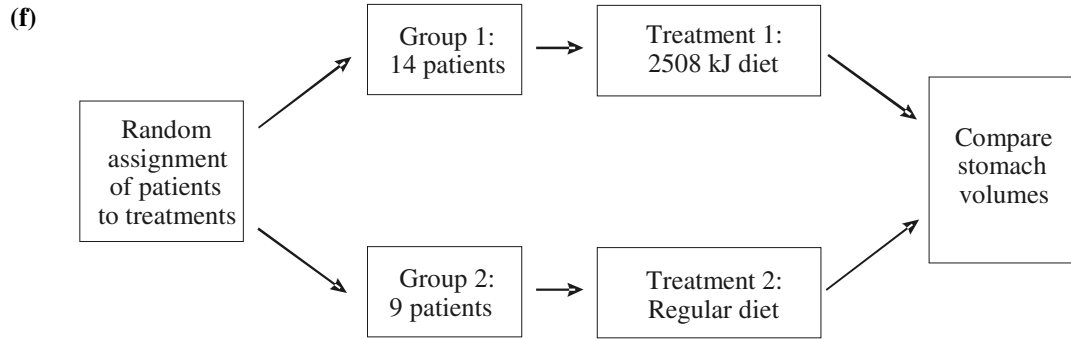 (f)
Random
assignment
of patients
to treatments
Group 1:
14 patients
Treatment 1:
2508 kJ diet
Group 2:
9 patients
Treatment 2:
Regular diet
Compare
stomach
volumes